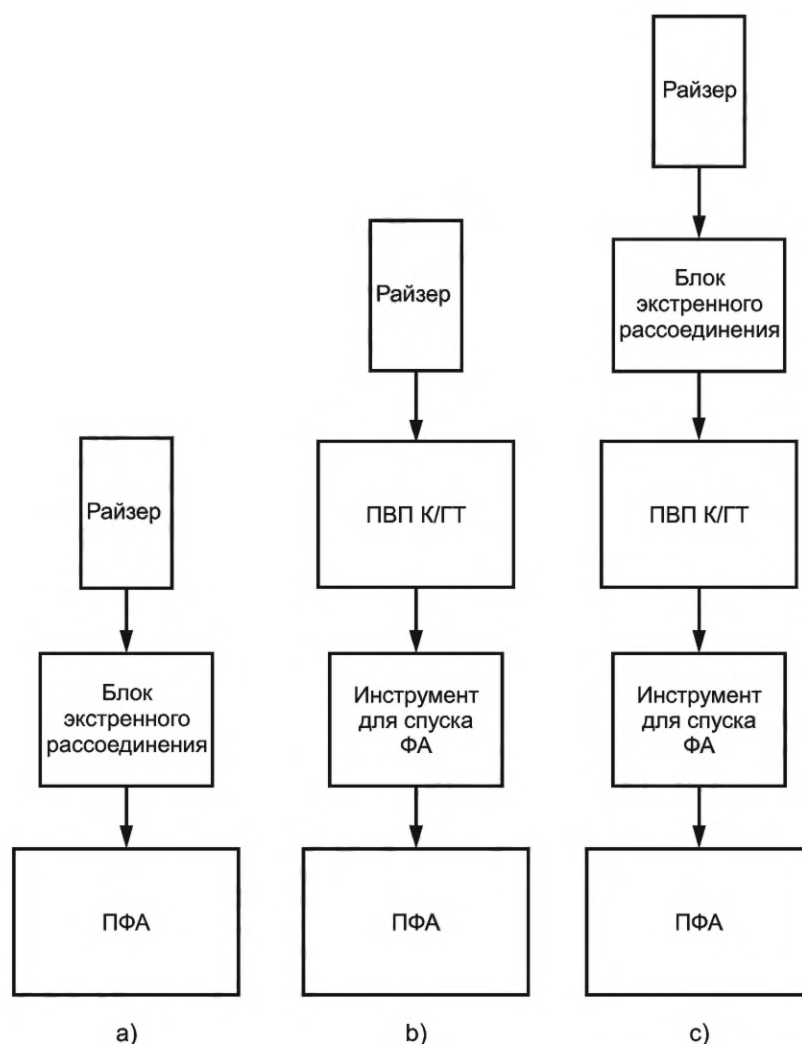 Райзер
Блок
экстренного
рассоединения
ПФА
a)
Райзер
ПВП К/ГТ
Инструмент
для спуска
ФА
ПФА
b)
Райзер
Блок
экстренного
рассоединения
ПВП К/ГТ
Инструмент
для спуска
ФА
ПФА
c)